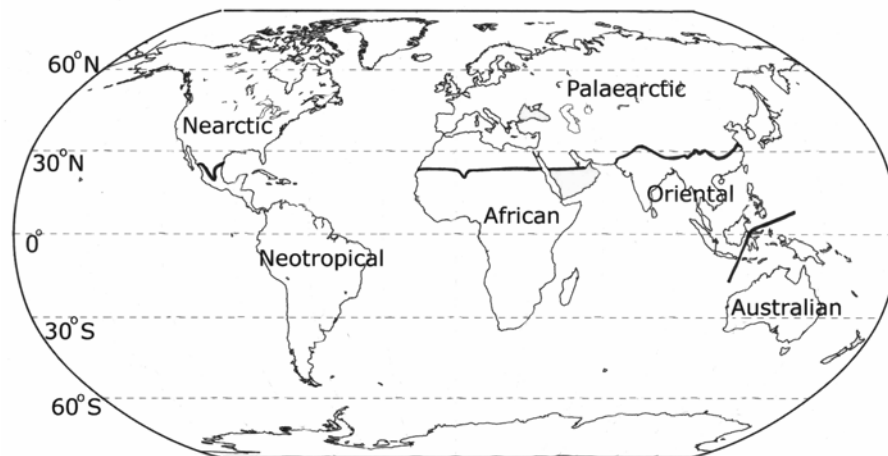 60°N
Palaearctic
Nearctic
30°N
Oriental
African
0°
Neotropical
Australian
30°S
60°S